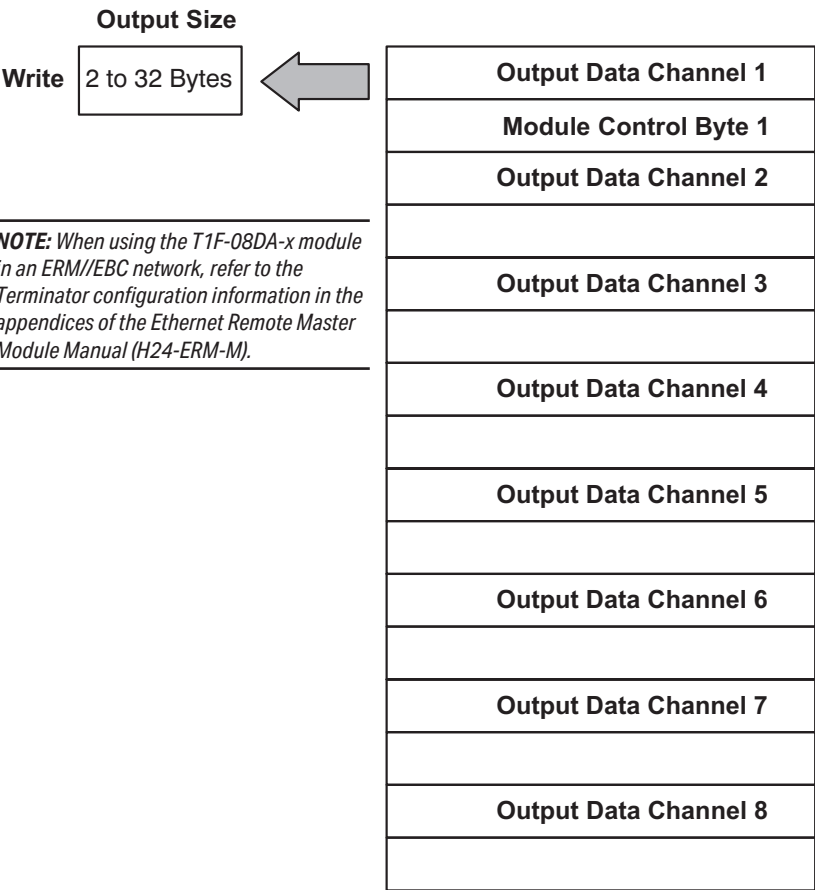 Output Size
Write
2 to 32 Bytes
Output Data Channel 1
Module Control Byte 1
Output Data Channel 2
NOTE: When using the T1F-08DA-x module
in an ERM//EBC network, refer to the
Terminator configuration information in the
appendices of the Ethernet Remote Master
Module Manual (H24-ERM-M).
Output Data Channel 3
Output Data Channel 4
Output Data Channel 5
Output Data Channel 6
Output Data Channel 7
Output Data Channel 8